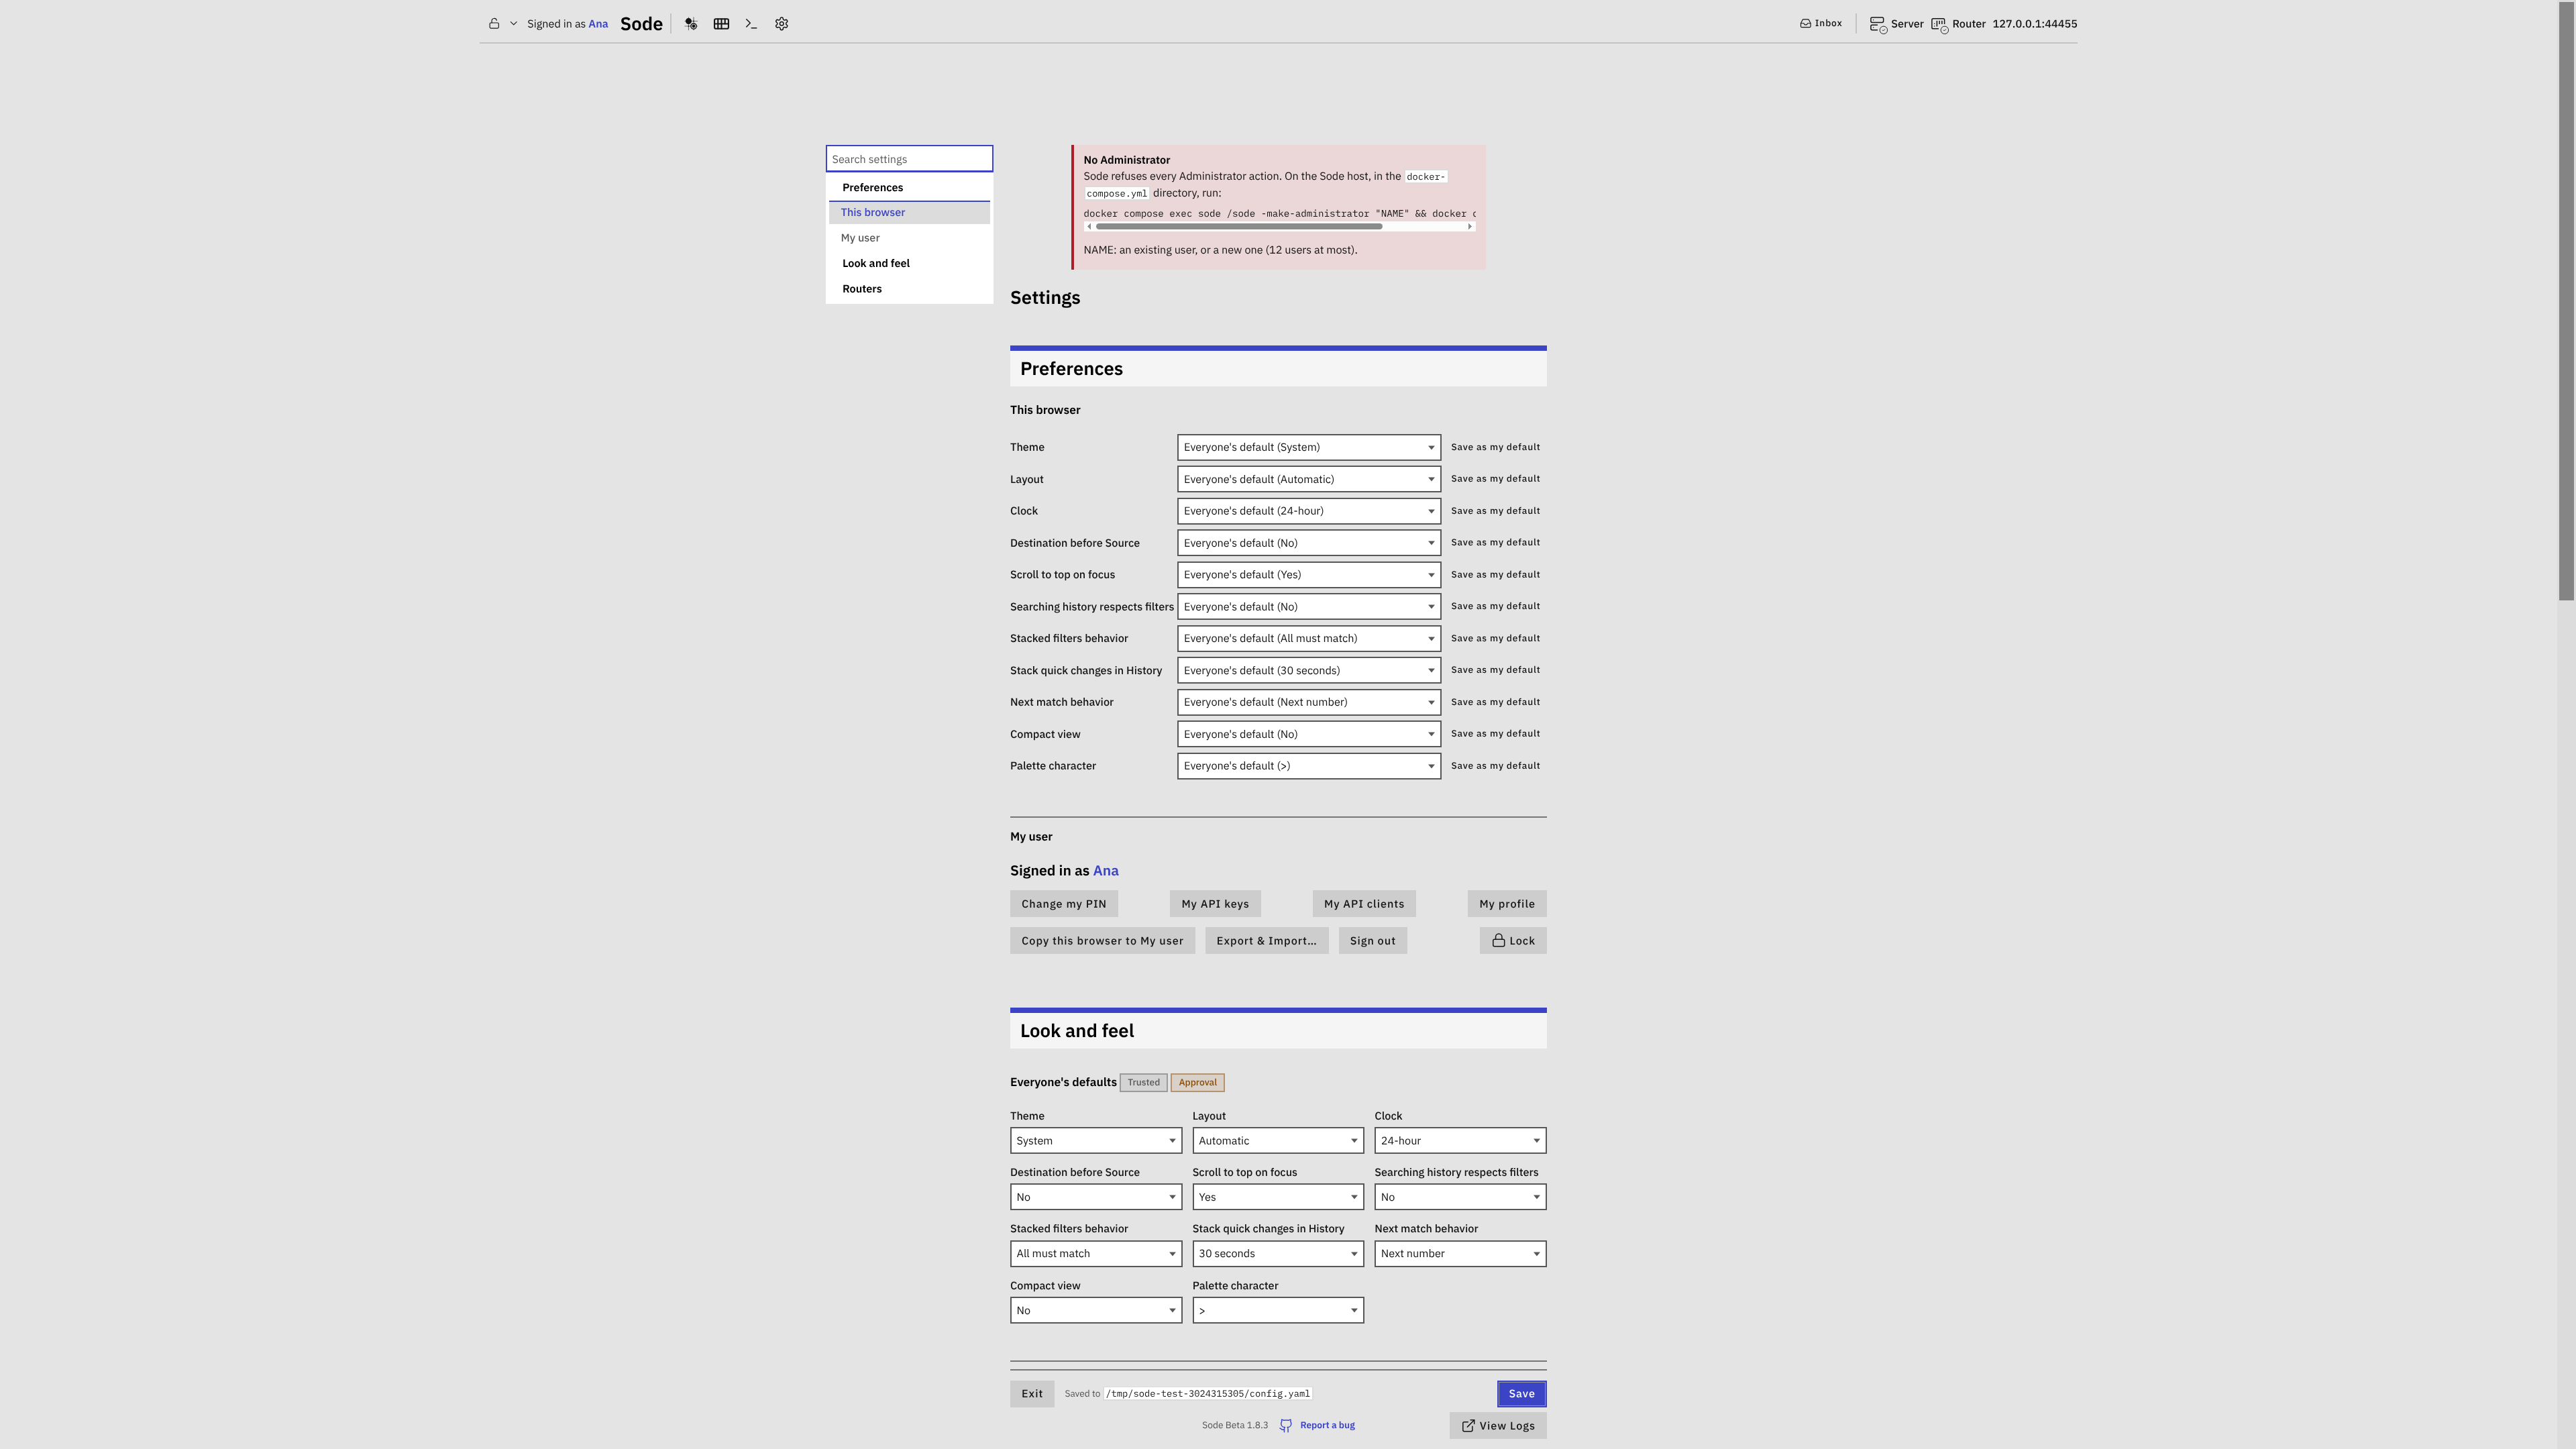 Signed in as Ana
Sode
Inbox
Server
Router 127.0.0.1:44455
Search settings
Preferences
This browser
My user
Look and feel
Routers
No Administrator
Sode refuses every Administrator action. On the Sode host, in the docker-
compose.yml directory, run:
docker compose exec sode /sode -make-administrator "NAME" && docker
NAME: an existing user, or a new one (12 users at most).
Settings
Preferences
This browser
Theme Everyone's default (System) Save as my default
Layout Everyone's default (Automatic) Save as my default
Clock Everyone's default (24-hour) Save as my default
Destination before Source Everyone's default (No) Save as my default
Scroll to top on focus Everyone's default (Yes) Save as my default
Searching history respects filters Everyone's default (No) Save as my default
Stacked filters behavior Everyone's default (All must match) Save as my default
Stack quick changes in History Everyone's default (30 seconds) Save as my default
Next match behavior Everyone's default (Next number) Save as my default
Compact view Everyone's default (No) Save as my default
Palette character Everyone's default (>) Save as my default
My user
Signed in as Ana
Change my PIN My API keys My API clients My profile
Copy this browser to My user Export & Import... Sign out Lock
Look and feel
Everyone's defaults Trusted Approval
Theme Layout Clock
System Automatic 24-hour
Destination before Source Scroll to top on focus Searching history respects filters
No Yes No
Stacked filters behavior Stack quick changes in History Next match behavior
All must match 30 seconds Next number
Compact view Palette character
No >
Exit Saved to /tmp/sode-test-3024315305/config.yaml Save
Sode Beta 1.8.3 Report a bug View Logs